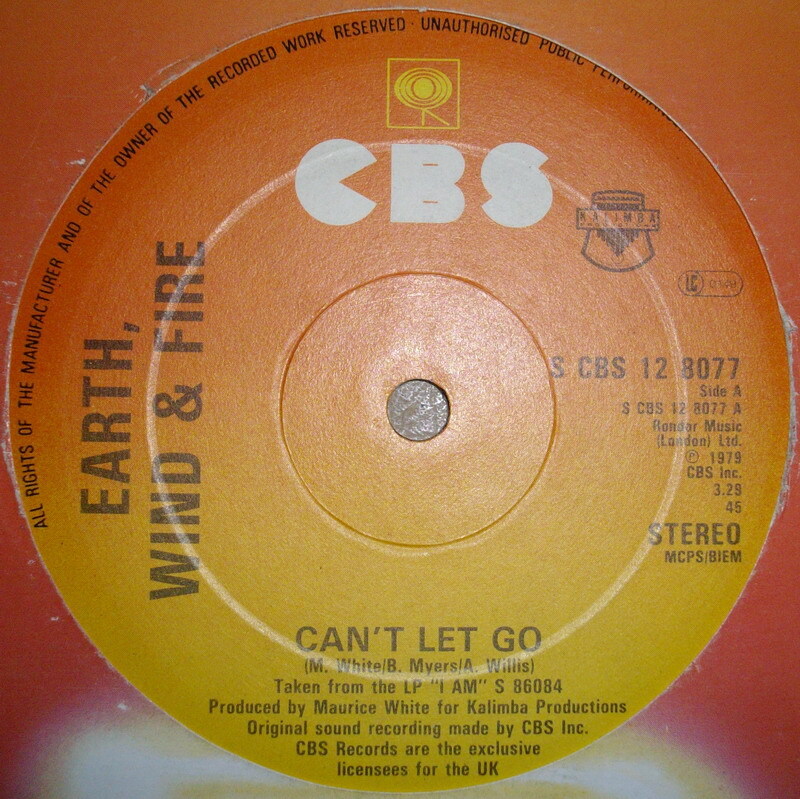 ALL RIGHTS OF THE MANUFACTURER AND OF THE OWNER OF THE RECORDED WORK RESERVED · UNAUTHORISED PUBLIC PERFORMANCE
CBS
KALIMBA
LC
EARTH,
WIND & FIRE
S CBS 12 8077
Side A
S CBS 12 8077 A
Rondor Music
(London) Ltd.
℗ 1979
CBS Inc.
3.29
45
STEREO
MCPS/BIEM
CAN'T LET GO
(M. White/B. Myers/A. Willis)
Taken from the LP "I AM" S 86084
Produced by Maurice White for Kalimba Productions
Original sound recording made by CBS Inc.
CBS Records are the exclusive
licensees for the UK